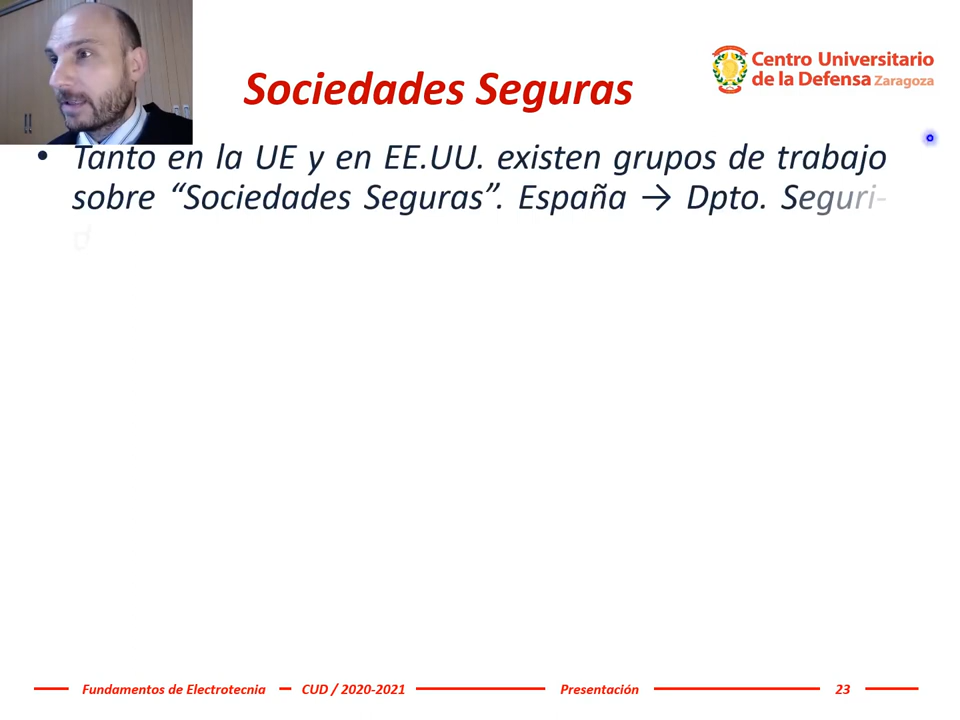 Centro Universitario
de la Defensa Zaragoza
Sociedades Seguras
• Tanto en la UE y en EE.UU. existen grupos de trabajo
sobre “Sociedades Seguras”. España → Dpto. Seguri-
d
Fundamentos de Electrotecnia CUD / 2020-2021 Presentación 23